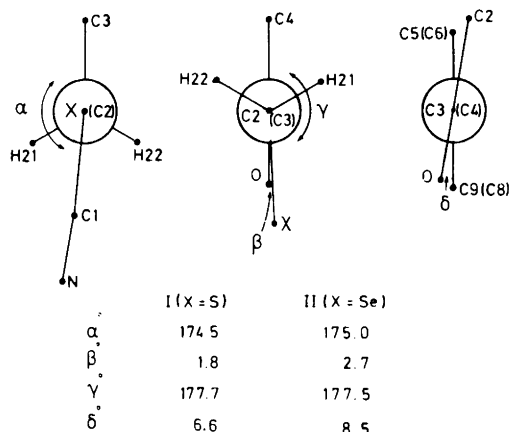 C3
α
X (C2)
H21
H22
C1
N
C4
H22
H21
C2 (C3)
γ
O
X
β
C2
C5(C6)
C3 (C4)
O
δ
C9(C8)
I (X = S) II (X = Se)
α° 174.5 175.0
β° 1.8 2.7
γ° 177.7 177.5
δ° 6.6 8.5